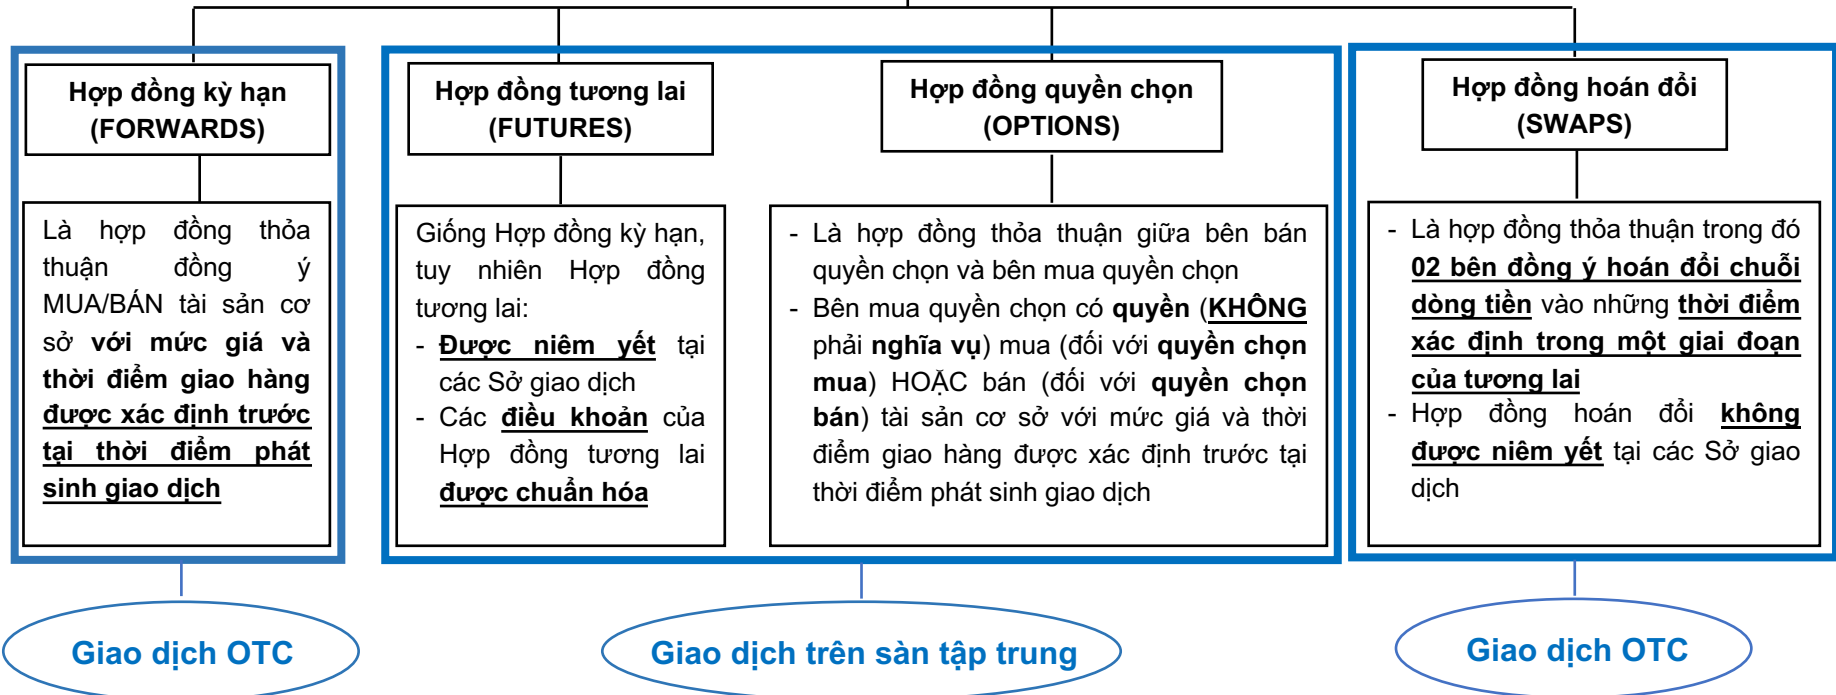 Hợp đồng kỳ hạn
(FORWARDS)
Là hợp đồng thỏa
thuận đồng ý
MUA/BÁN tài sản cơ
sở với mức giá và
thời điểm giao hàng
được xác định trước
tại thời điểm phát
sinh giao dịch
Giao dịch OTC
Hợp đồng tương lai
(FUTURES)
Giống Hợp đồng kỳ hạn,
tuy nhiên Hợp đồng
tương lai:
- Được niêm yết tại
các Sở giao dịch
- Các điều khoản của
Hợp đồng tương lai
được chuẩn hóa
Hợp đồng quyền chọn
(OPTIONS)
- Là hợp đồng thỏa thuận giữa bên bán
quyền chọn và bên mua quyền chọn
- Bên mua quyền chọn có quyền (KHÔNG
phải nghĩa vụ) mua (đối với quyền chọn
mua) HOẶC bán (đối với quyền chọn
bán) tài sản cơ sở với mức giá và thời
điểm giao hàng được xác định trước tại
thời điểm phát sinh giao dịch
Giao dịch trên sàn tập trung
Hợp đồng hoán đổi
(SWAPS)
- Là hợp đồng thỏa thuận trong đó
02 bên đồng ý hoán đổi chuỗi
dòng tiền vào những thời điểm
xác định trong một giai đoạn
của tương lai
- Hợp đồng hoán đổi không
được niêm yết tại các Sở giao
dịch
Giao dịch OTC